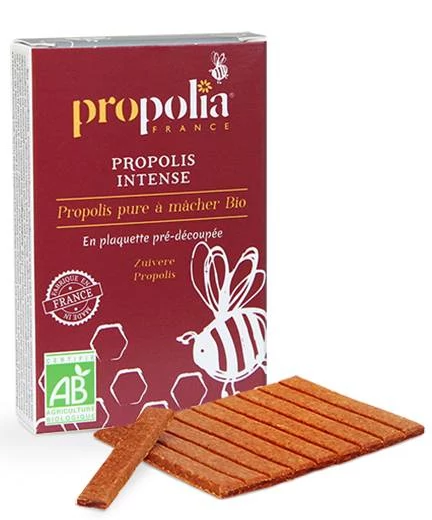 propolia®
FRANCE
PROPOLIS
INTENSE
Propolis pure à mâcher Bio
En plaquette pré-découpée
Zuivere
Propolis
FABRIQUÉ EN
FRANCE
MADE IN
CERTIFIÉ
AB
AGRICULTURE
BIOLOGIQUE